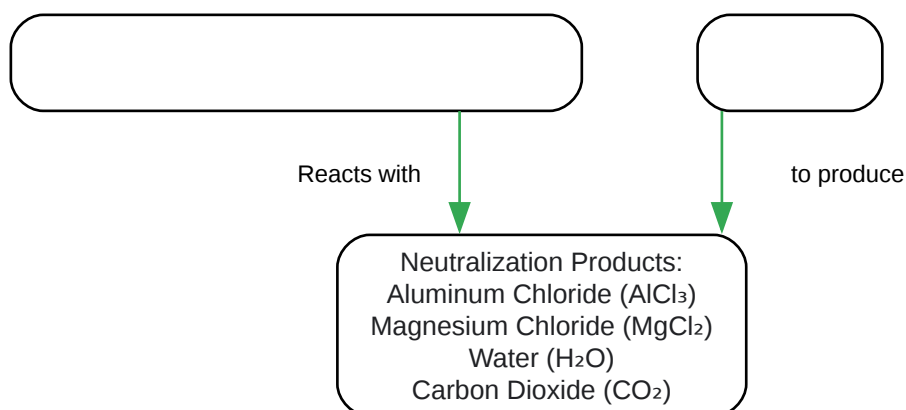 Reacts with
to produce
Neutralization Products:
Aluminum Chloride (AlCl₃)
Magnesium Chloride (MgCl₂)
Water (H₂O)
Carbon Dioxide (CO₂)